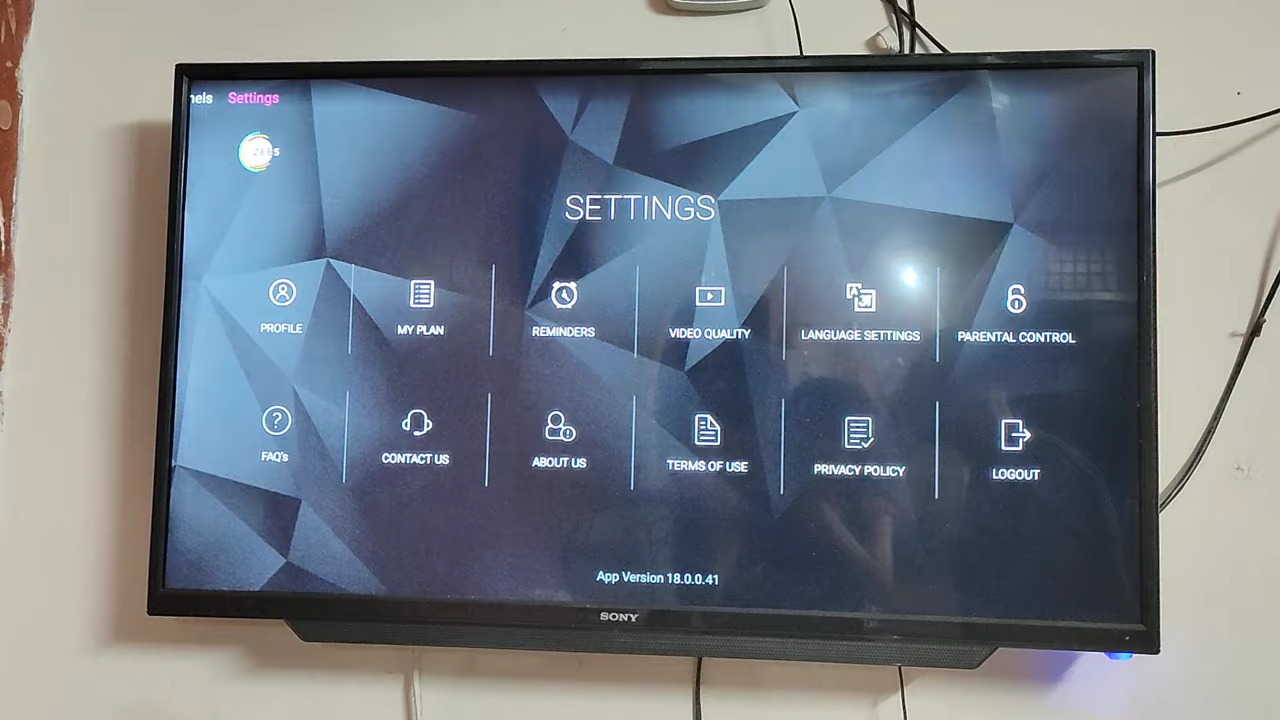 Settings
ZEE5
SETTINGS
PROFILE
MY PLAN
REMINDERS
VIDEO QUALITY
LANGUAGE SETTINGS
PARENTAL CONTROL
FAQ's
CONTACT US
ABOUT US
TERMS OF USE
PRIVACY POLICY
LOGOUT
App Version 18.0.0.41
SONY